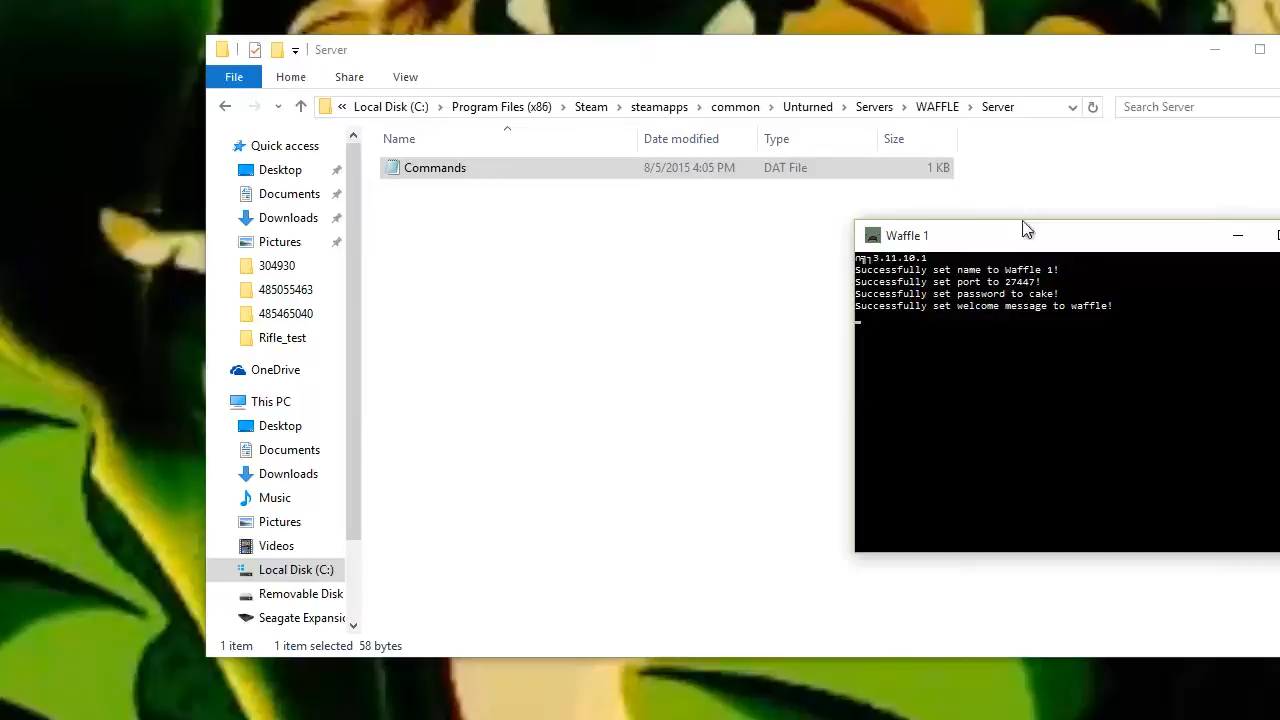 Server
File Home Share View
« Local Disk (C:) › Program Files (x86) › Steam › steamapps › common › Unturned › Servers › WAFFLE › Server
Search Server
Name Date modified Type Size
Commands 8/5/2015 4:05 PM DAT File 1 KB
Quick access
Desktop
Documents
Downloads
Pictures
304930
485055463
485465040
Rifle_test
OneDrive
This PC
Desktop
Documents
Downloads
Music
Pictures
Videos
Local Disk (C:)
Removable Disk
Seagate Expansic
1 item 1 item selected 58 bytes
Waffle 1
3.11.10.1
Successfully set name to Waffle 1!
Successfully set port to 27447!
Successfully set password to cake!
Successfully set welcome message to waffle!